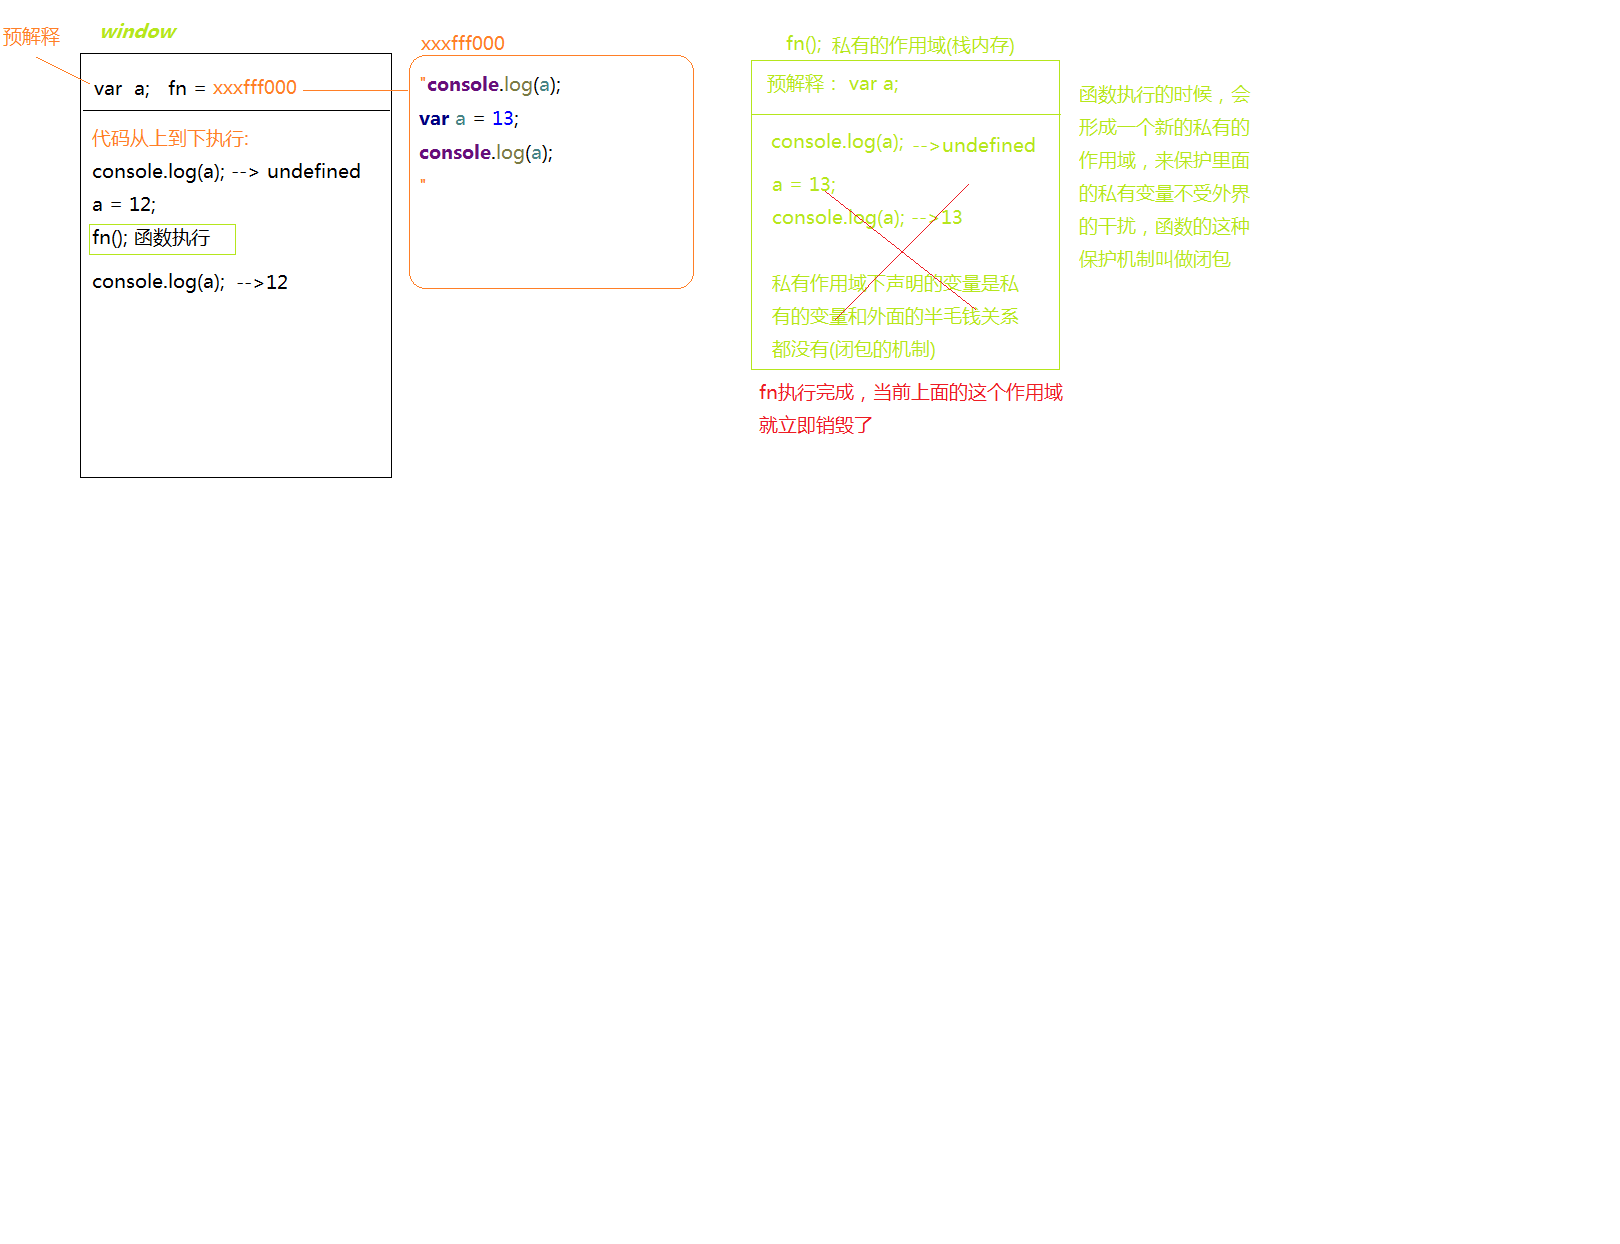 预解释
window
var  a;   fn = xxxfff000
代码从上到下执行:
console.log(a); --> undefined
a = 12;
fn(); 函数执行
console.log(a);  -->12
xxxfff000
"console.log(a);
var a = 13;
console.log(a);
"
fn();  私有的作用域(栈内存)
预解释： var a;
console.log(a);  -->undefined
a = 13;
console.log(a); -->13
私有作用域下声明的变量是私
有的变量和外面的半毛钱关系
都没有(闭包的机制)
fn执行完成，当前上面的这个作用域
就立即销毁了
函数执行的时候，会
形成一个新的私有的
作用域，来保护里面
的私有变量不受外界
的干扰，函数的这种
保护机制叫做闭包